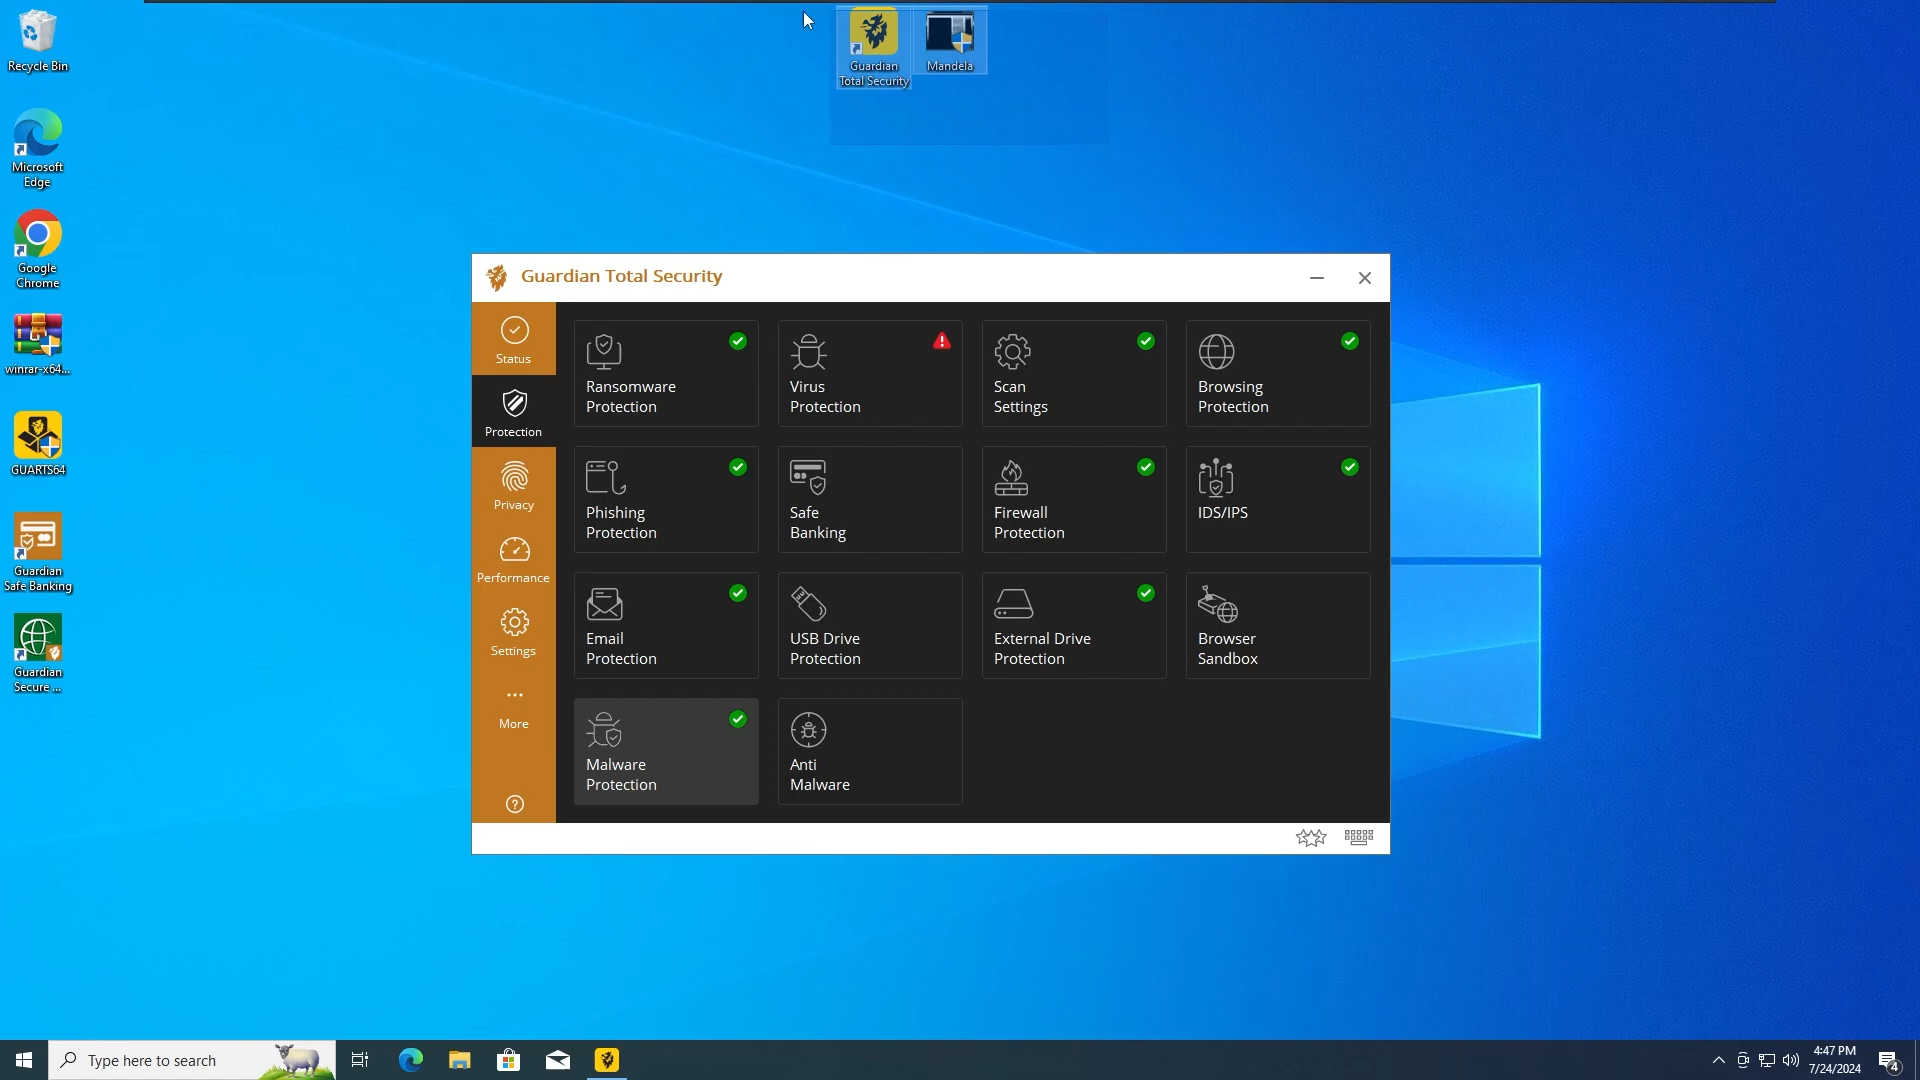 Recycle Bin
Microsoft
Edge
Google
Chrome
winrar-x64...
GUARTS64
Guardian
Safe Banking
Guardian
Secure ...
Guardian
Total Security
Mandela
Guardian Total Security
Status
Protection
Privacy
Performance
Settings
More
Ransomware
Protection
Virus
Protection
Scan
Settings
Browsing
Protection
Phishing
Protection
Safe
Banking
Firewall
Protection
IDS/IPS
Email
Protection
USB Drive
Protection
External Drive
Protection
Browser
Sandbox
Malware
Protection
Anti
Malware
Type here to search
4:47 PM
7/24/2024
4